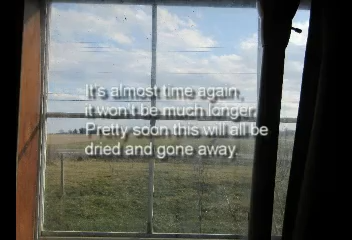 It's almost time again,
it won't be much longer.
Pretty soon this will all be
dried and gone away.